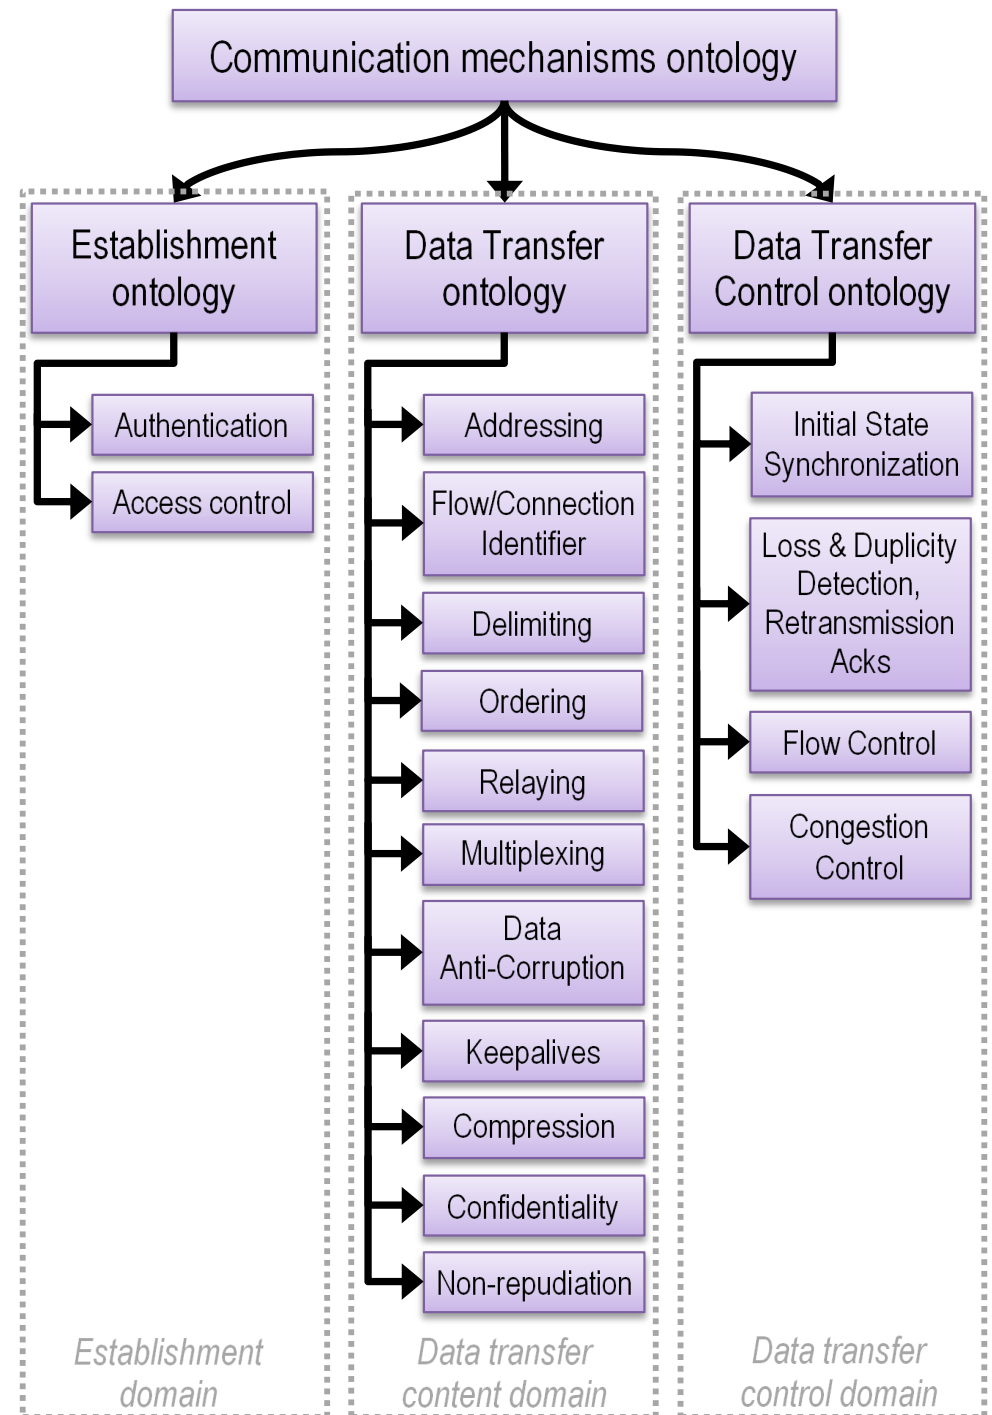 Communication mechanisms ontology
Establishment
ontology
Authentication
Access control
Establishment
domain
Data Transfer
ontology
Addressing
Flow/Connection
Identifier
Delimiting
Ordering
Relaying
Multiplexing
Data
Anti-Corruption
Keepalives
Compression
Confidentiality
Non-repudiation
Data transfer
content domain
Data Transfer
Control ontology
Initial State
Synchronization
Loss & Duplicity
Detection,
Retransmission
Acks
Flow Control
Congestion
Control
Data transfer
control domain